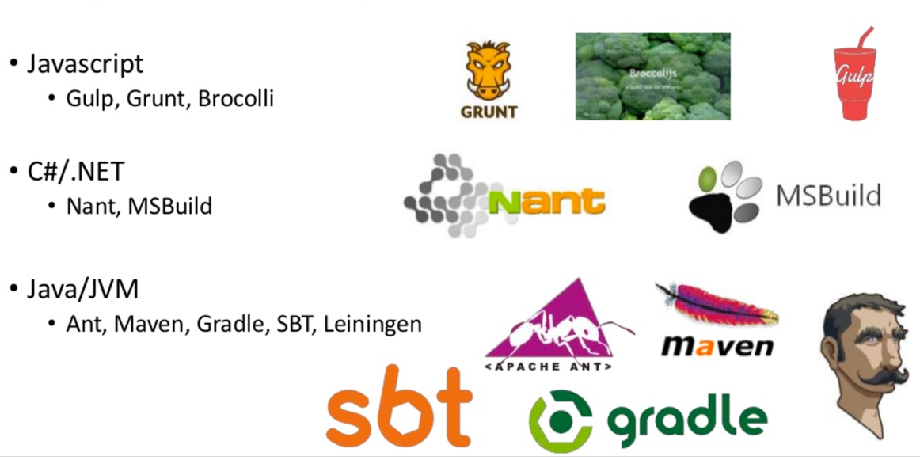 • Javascript
• Gulp, Grunt, Brocolli
GRUNT
Broccolijs
Gulp
• C#/.NET
• Nant, MSBuild
Nant
MSBuild
• Java/JVM
• Ant, Maven, Gradle, SBT, Leiningen
<APACHE ANT>
maven
sbt
gradle